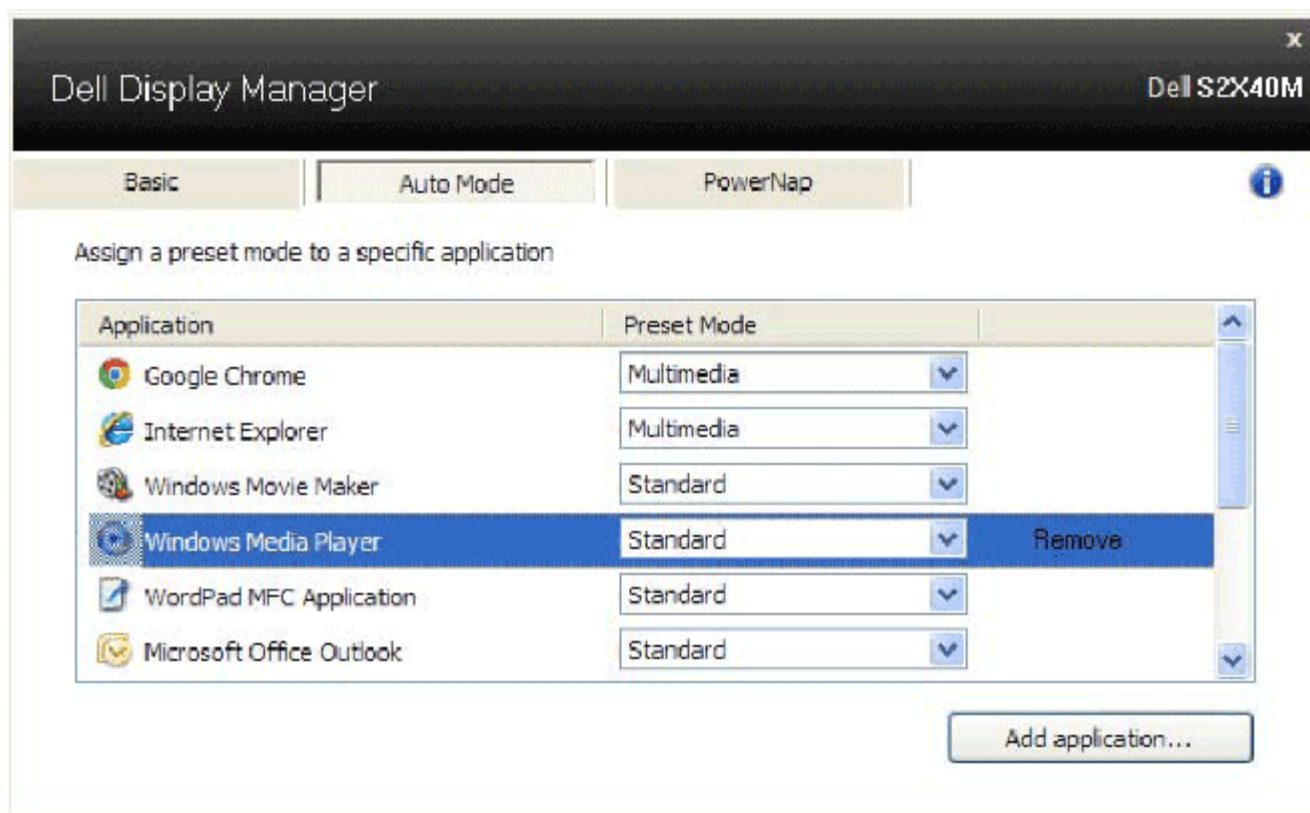 x
Dell Display Manager
Dell S2X40M
Basic Auto Mode PowerNap
Assign a preset mode to a specific application
Application Preset Mode
Google Chrome Multimedia
Internet Explorer Multimedia
Windows Movie Maker Standard
Windows Media Player Standard Remove
WordPad MFC Application Standard
Microsoft Office Outlook Standard
Add application...